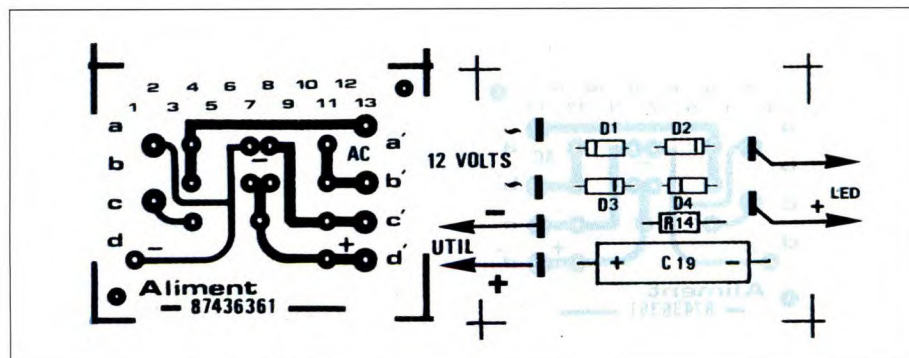 2 4 6 8 10 12
1 3 5 7 9 11 13
a a'
AC
b b'
c c'
d - + d'
-
Aliment
- 87436361
~ D1 D2
12 VOLTS
~ D3 D4
LED
+
-
R14
UTIL
+
+ C19 -